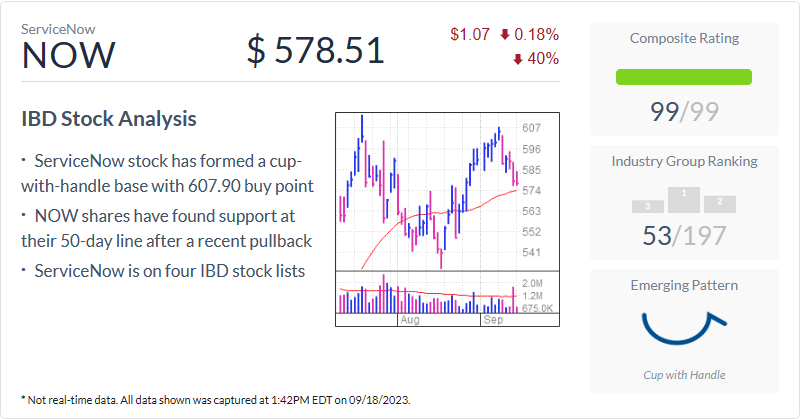 ServiceNow
NOW
$ 578.51
$1.07 0.18%
40%
IBD Stock Analysis
· ServiceNow stock has formed a cup-
with-handle base with 607.90 buy point
· NOW shares have found support at
their 50-day line after a recent pullback
· ServiceNow is on four IBD stock lists
607
596
585
574
563
552
541
2.0M
1.2M
675.0K
Aug
Sep
Composite Rating
99/99
Industry Group Ranking
3
1
2
53/197
Emerging Pattern
Cup with Handle
* Not real-time data. All data shown was captured at 1:42PM EDT on 09/18/2023.